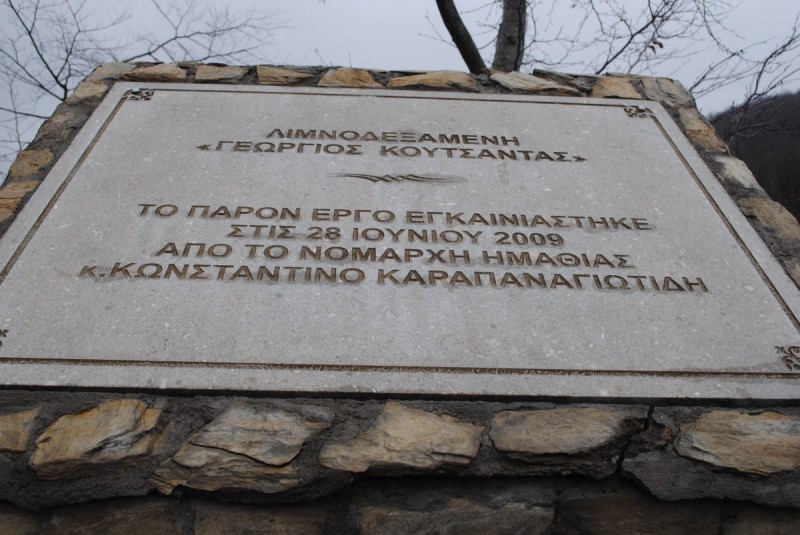 ΛΙΜΝΟΔΕΞΑΜΕΝΗ
«ΓΕΩΡΓΙΟΣ ΚΟΥΤΣΑΝΤΑΣ»
ΤΟ ΠΑΡΟΝ ΕΡΓΟ ΕΓΚΑΙΝΙΑΣΤΗΚΕ
ΣΤΙΣ 28 ΙΟΥΝΙΟΥ 2009
ΑΠΟ ΤΟ ΝΟΜΑΡΧΗ ΗΜΑΘΙΑΣ
κ. ΚΩΝΣΤΑΝΤΙΝΟ ΚΑΡΑΠΑΝΑΓΙΩΤΙΔΗ